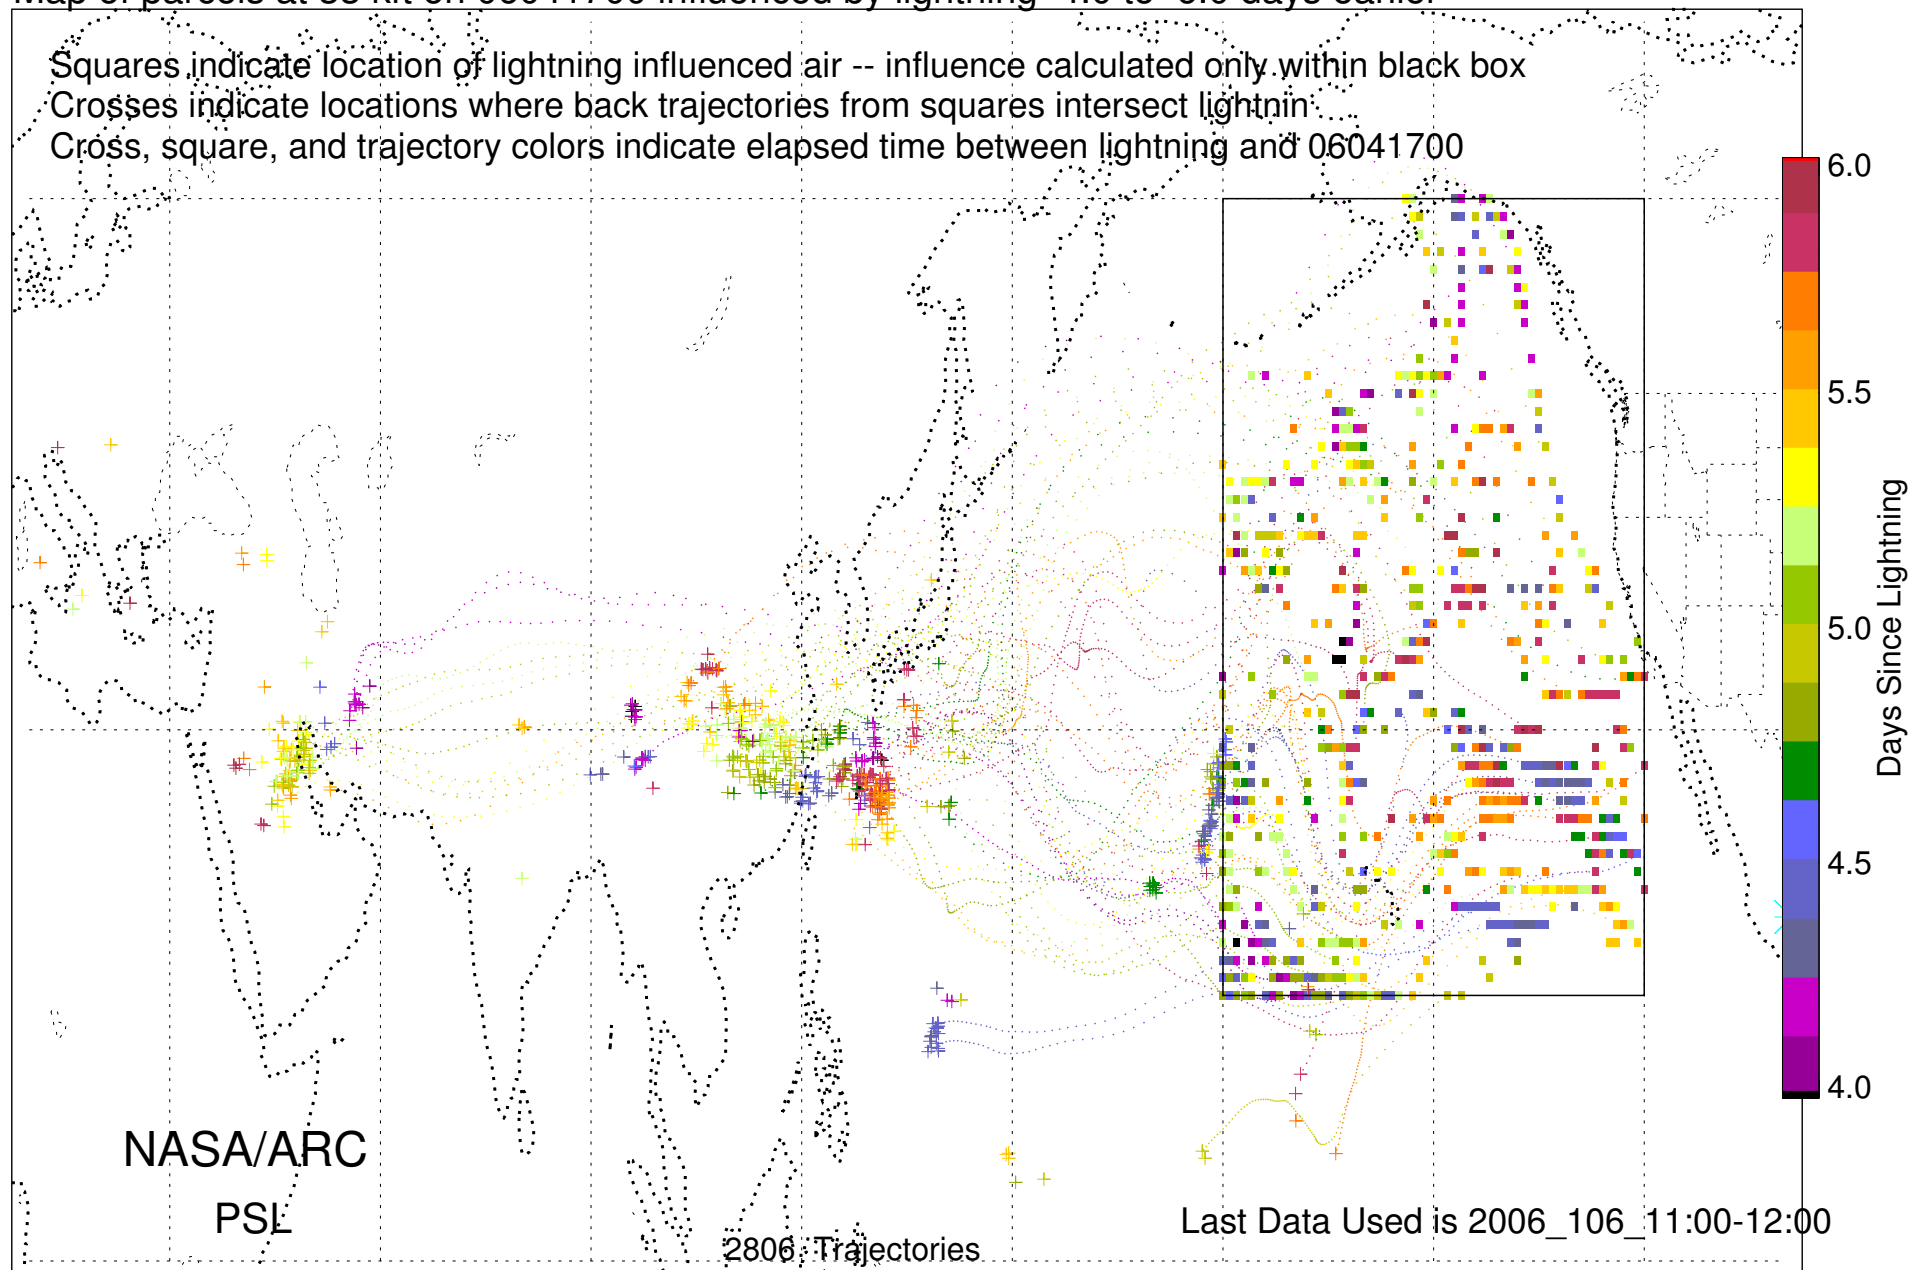 Squares indicate location of lightning influenced air -- influence calculated only within black box
Crosses indicate locations where back trajectories from squares intersect lightnin
Cross, square, and trajectory colors indicate elapsed time between lightning and 06041700
6.0
5.5
5.0
4.5
4.0
Days Since Lightning
NASA/ARC
PSL
2806 Trajectories
Last Data Used is 2006_106_11:00-12:00